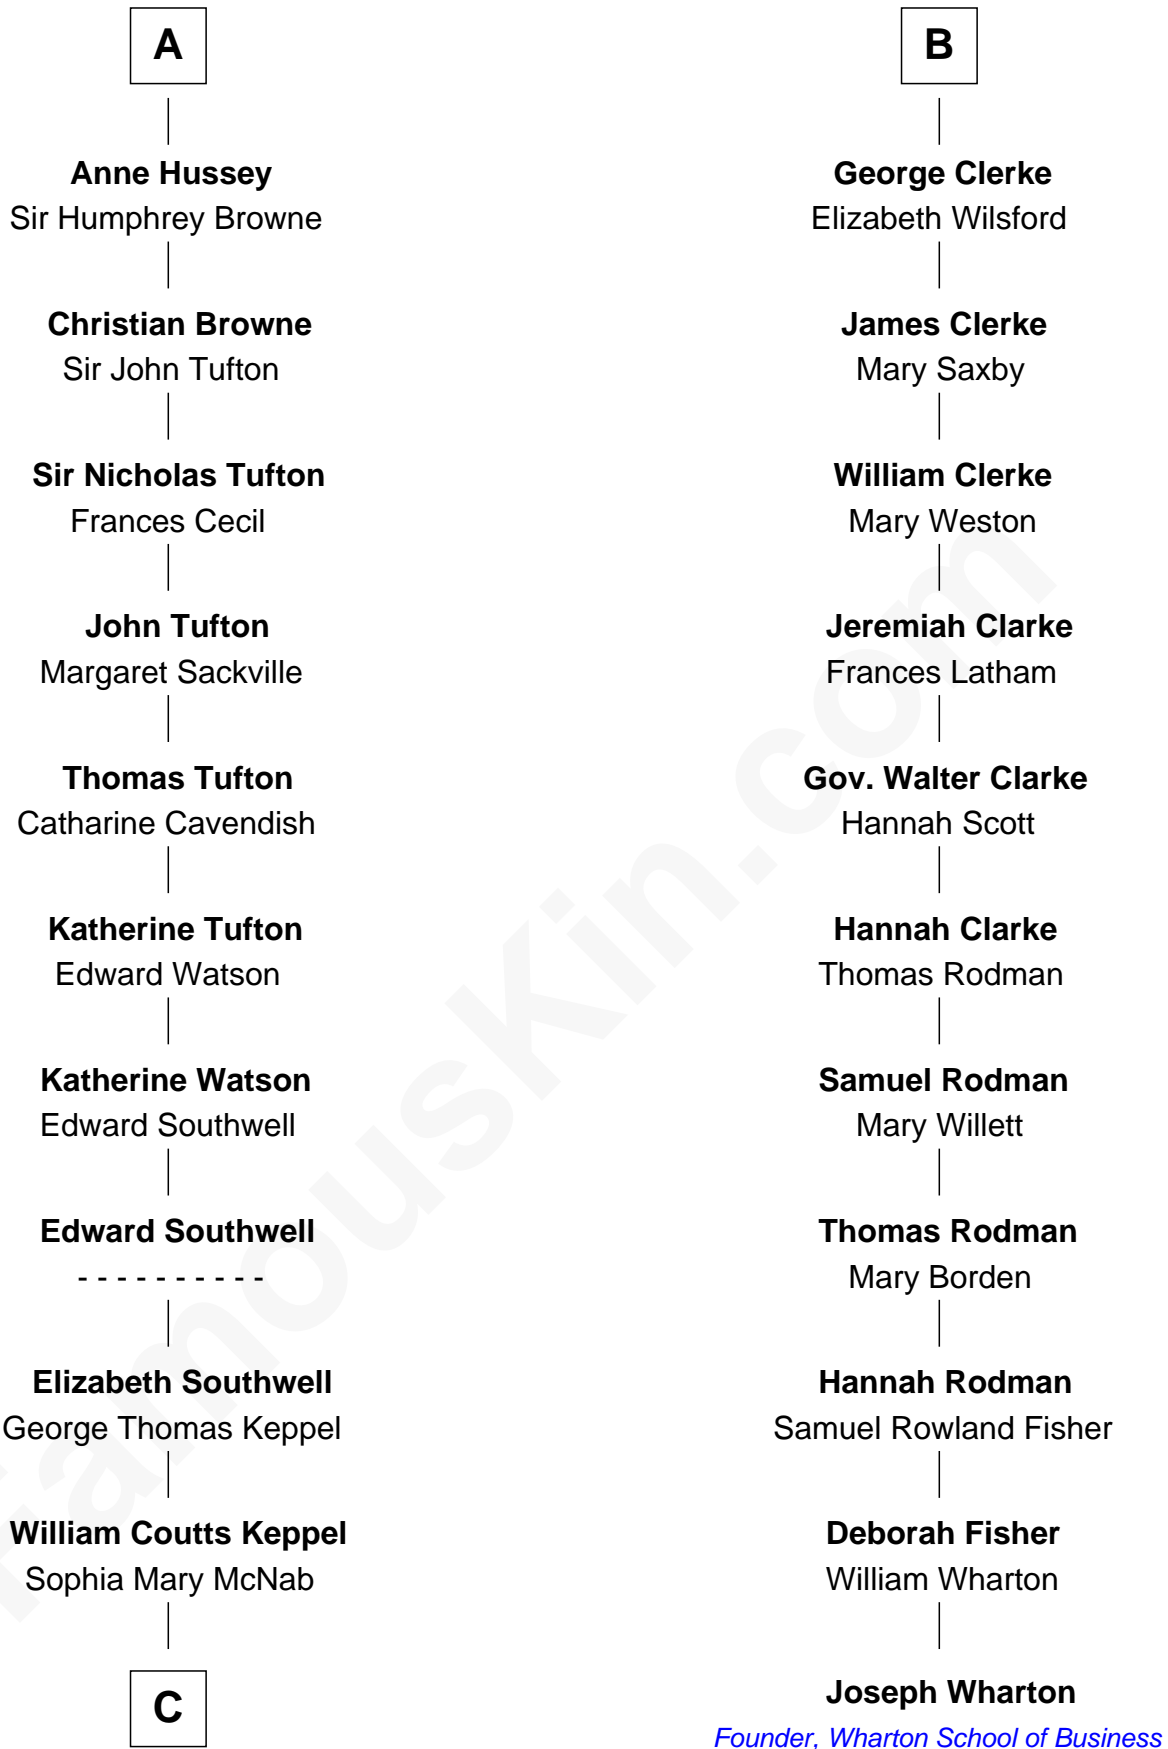 A
Anne Hussey
Sir Humphrey Browne
Christian Browne
Sir John Tufton
Sir Nicholas Tufton
Frances Cecil
John Tufton
Margaret Sackville
Thomas Tufton
Catharine Cavendish
Katherine Tufton
Edward Watson
Katherine Watson
Edward Southwell
Edward Southwell
- - - - - - - - - -
Elizabeth Southwell
George Thomas Keppel
William Coutts Keppel
Sophia Mary McNab
C
B
George Clerke
Elizabeth Wilsford
James Clerke
Mary Saxby
William Clerke
Mary Weston
Jeremiah Clarke
Frances Latham
Gov. Walter Clarke
Hannah Scott
Hannah Clarke
Thomas Rodman
Samuel Rodman
Mary Willett
Thomas Rodman
Mary Borden
Hannah Rodman
Samuel Rowland Fisher
Deborah Fisher
William Wharton
Joseph Wharton
Founder, Wharton School of Business
FamousKin.com